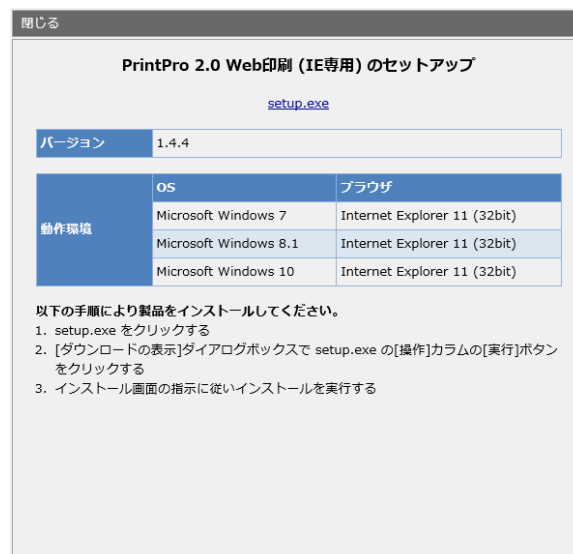 閉じる
PrintPro 2.0 Web印刷 (IE専用) のセットアップ
setup.exe
バージョン 1.4.4
動作環境
OS ブラウザ
Microsoft Windows 7 Internet Explorer 11 (32bit)
Microsoft Windows 8.1 Internet Explorer 11 (32bit)
Microsoft Windows 10 Internet Explorer 11 (32bit)
以下の手順により製品をインストールしてください。
1. setup.exe をクリックする
2. [ダウンロードの表示]ダイアログボックスで setup.exe の[操作]カラムの[実行]ボタン
をクリックする
3. インストール画面の指示に従いインストールを実行する